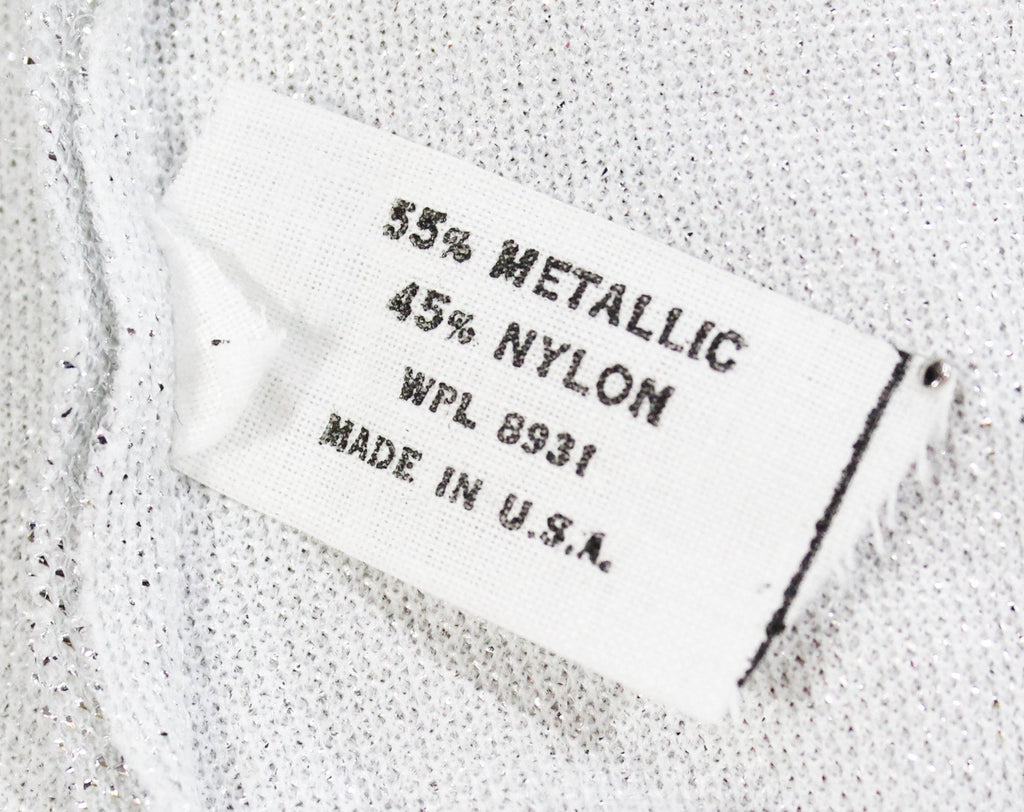 55% METALLIC
45% NYLON
WPL 8931
MADE IN U.S.A.